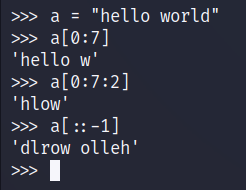 >>> a = "hello world"
>>> a[0:7]
'hello w'
>>> a[0:7:2]
'hlow'
>>> a[::-1]
'dlrow olleh'
>>>